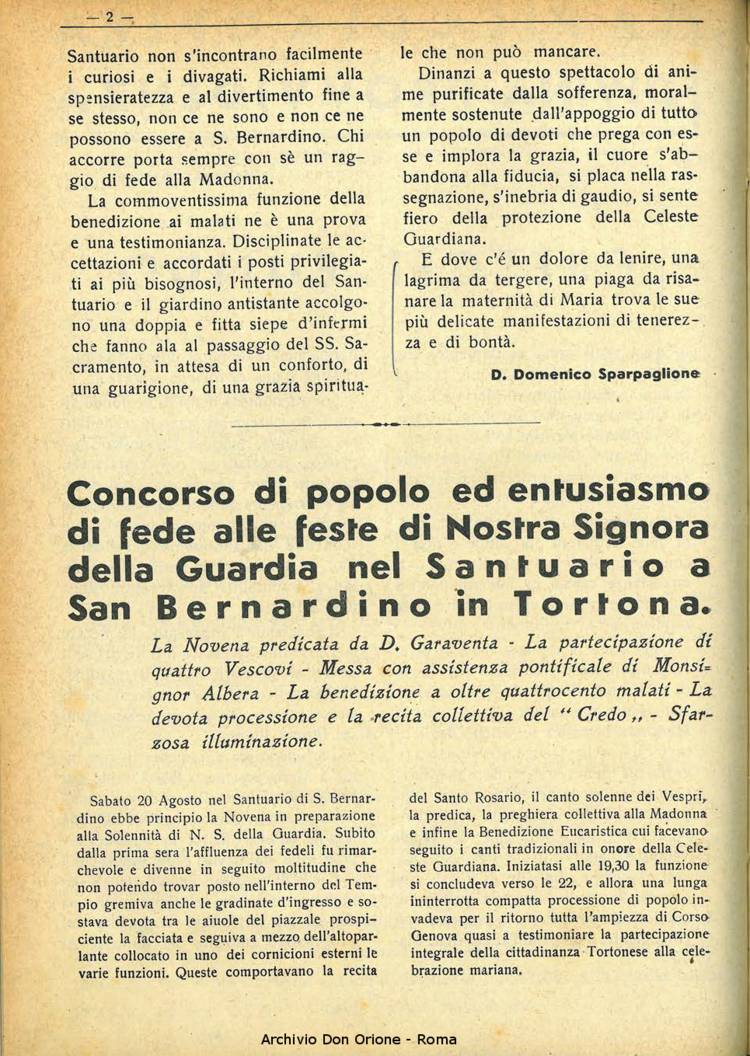 — 2 —
Santuario non s'incontrano facilmente
i curiosi e i divagati. Richiami alla
spensieratezza e al divertimento fine a
se stesso, non ce ne sono e non ce ne
possono essere a S. Bernardino. Chi
accorre porta sempre con sè un rag-
gio di fede alla Madonna.
La commoventissima funzione della
benedizione ai malati ne è una prova
e una testimonianza. Disciplinate le ac-
cettazioni e accordati i posti privilegia-
ti ai più bisognosi, l'interno del San-
tuario e il giardino antistante accolgo-
no una doppia e fitta siepe d'infermi
che fanno ala al passaggio del SS. Sa-
cramento, in attesa di un conforto, di
una guarigione, di una grazia spiritua-
le che non può mancare.
Dinanzi a questo spettacolo di ani-
me purificate dalla sofferenza, moral-
mente sostenute dall'appoggio di tutto
un popolo di devoti che prega con es-
se e implora la grazia, il cuore s'ab-
bandona alla fiducia, si placa nella ras-
segnazione, s'inebria di gaudio, si sente
fiero della protezione della Celeste
Guardiana.
E dove c'é un dolore da lenire, una
lagrima da tergere, una piaga da risa-
nare la maternità di Maria trova le sue
più delicate manifestazioni di tenerez-
za e di bontà.
D. Domenico Sparpaglione
Concorso di popolo ed entusiasmo
di fede alle feste di Nostra Signora
della Guardia nel Santuario a
San Bernardino in Tortona.
La Novena predicata da D. Garaventa - La partecipazione di
quattro Vescovi - Messa con assistenza pontificale di Monsi=
gnor Albera - La benedizione a oltre quattrocento malati - La
devota processione e la recita collettiva del “ Credo „ - Sfar-
zosa illuminazione.
Sabato 20 Agosto nel Santuario di S. Bernar-
dino ebbe principio la Novena in preparazione
alla Solennità di N. S. della Guardia. Subito
dalla prima sera l'affluenza dei fedeli fu rimar-
chevole e divenne in seguito moltitudine che
non potendo trovar posto nell'interno del Tem-
pio gremiva anche le gradinate d'ingresso e so-
stava devota tra le aiuole del piazzale prospi-
ciente la facciata e seguiva a mezzo dell'altopar-
lante collocato in uno dei cornicioni esterni le
varie funzioni. Queste comportavano la recita
del Santo Rosario, il canto solenne dei Vespri,
la predica, la preghiera collettiva alla Madonna
e infine la Benedizione Eucaristica cui facevano
seguito i canti tradizionali in onore della Cele-
ste Guardiana. Iniziatasi alle 19,30 la funzione
si concludeva verso le 22, e allora una lunga
ininterrotta compatta processione di popolo in-
vadeva per il ritorno tutta l'ampiezza di Corso
Genova quasi a testimoniare la partecipazione
integrale della cittadinanza Tortonese alla cele-
brazione mariana.
Archivio Don Orione - Roma